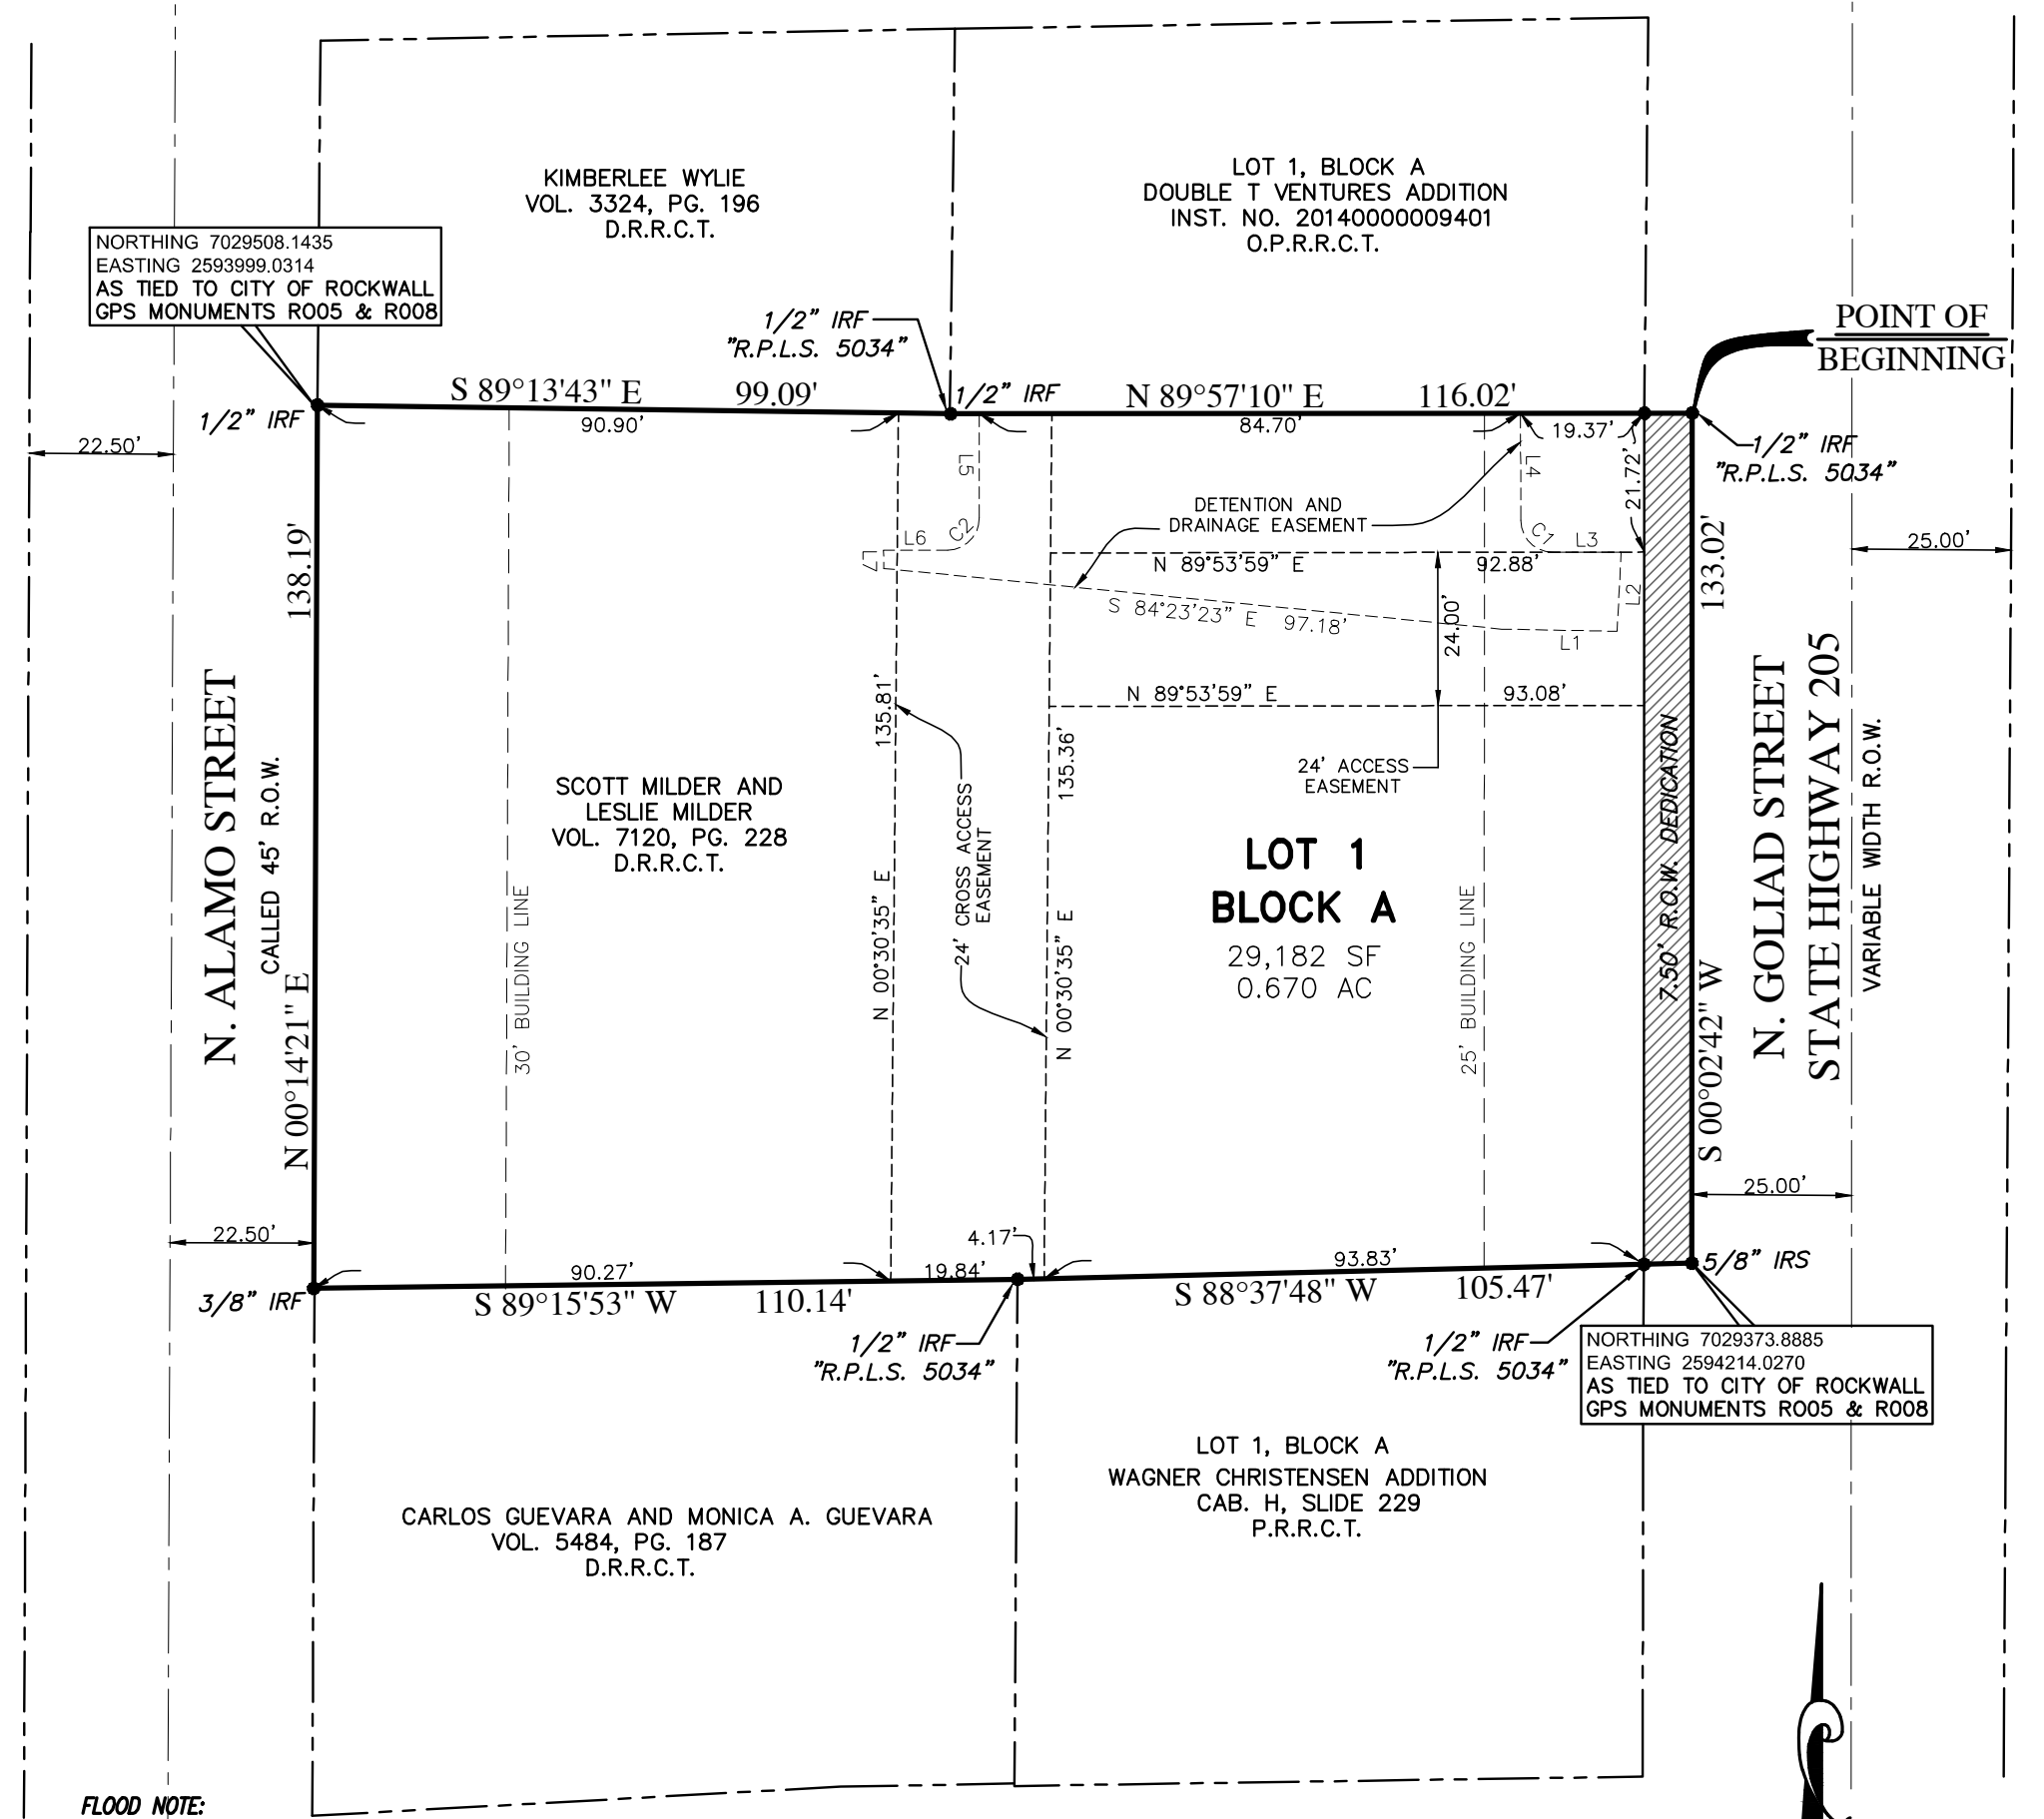 KIMBERLEE WYLIE
VOL. 3324, PG. 196
D.R.R.C.T.
LOT 1, BLOCK A
DOUBLE T VENTURES ADDITION
INST. NO. 20140000009401
O.P.R.R.C.T.
NORTHING 7029508.1435
EASTING 2593999.0314
AS TIED TO CITY OF ROCKWALL
GPS MONUMENTS R005 & R008
1/2" IRF
"R.P.L.S. 5034"
POINT OF
BEGINNING
S 89°13'43" E 99.09'
1/2" IRF
N 89°57'10" E 116.02'
1/2" IRF
90.90'
84.70'
19.37'
1/2" IRF
"R.P.L.S. 5034"
22.50'
21.72'
L5
L4
DETENTION AND
DRAINAGE EASEMENT
L6
C2
C1
L3
L7
N 89°53'59" E 92.88'
L2
S 84°23'23" E 97.18'
L1
24.00'
25.00'
138.19'
133.02'
N 89°53'59" E 93.08'
135.81'
135.36'
24' ACCESS
EASEMENT
N. ALAMO STREET
CALLED 45' R.O.W.
N 00°14'21" E
SCOTT MILDER AND
LESLIE MILDER
VOL. 7120, PG. 228
D.R.R.C.T.
30' BUILDING LINE
N 00°30'35" E
24' CROSS ACCESS
EASEMENT
N 00°30'35" E
LOT 1
BLOCK A
29,182 SF
0.670 AC
25' BUILDING LINE
7.50' R.O.W. DEDICATION
S 00°02'42" W
N. GOLIAD STREET
STATE HIGHWAY 205
VARIABLE WIDTH R.O.W.
25.00'
22.50'
4.17'
90.27'
19.84'
93.83'
5/8" IRS
3/8" IRF
S 89°15'53" W 110.14'
S 88°37'48" W 105.47'
1/2" IRF
"R.P.L.S. 5034"
1/2" IRF
"R.P.L.S. 5034"
NORTHING 7029373.8885
EASTING 2594214.0270
AS TIED TO CITY OF ROCKWALL
GPS MONUMENTS R005 & R008
LOT 1, BLOCK A
WAGNER CHRISTENSEN ADDITION
CAB. H, SLIDE 229
P.R.R.C.T.
CARLOS GUEVARA AND MONICA A. GUEVARA
VOL. 5484, PG. 187
D.R.R.C.T.
FLOOD NOTE: